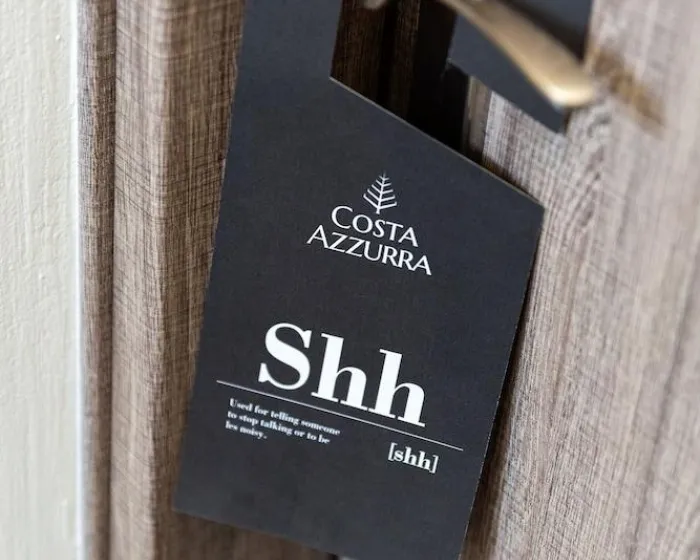 COSTA
AZZURRA
Shh
Used for telling someone
to stop talking or to be
les noisy.
[shh]